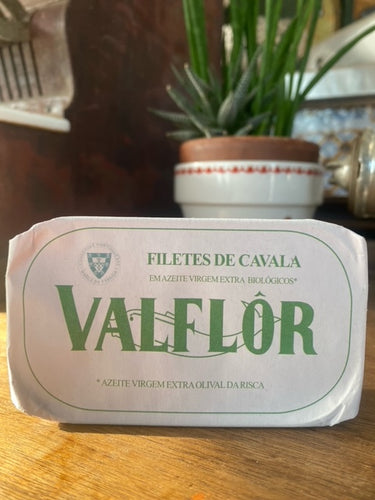 FILETES DE CAVALA
EM AZEITE VIRGEM EXTRA BIOLÓGICOS*
VALFLÔR
* AZEITE VIRGEM EXTRA OLIVAL DA RISCA